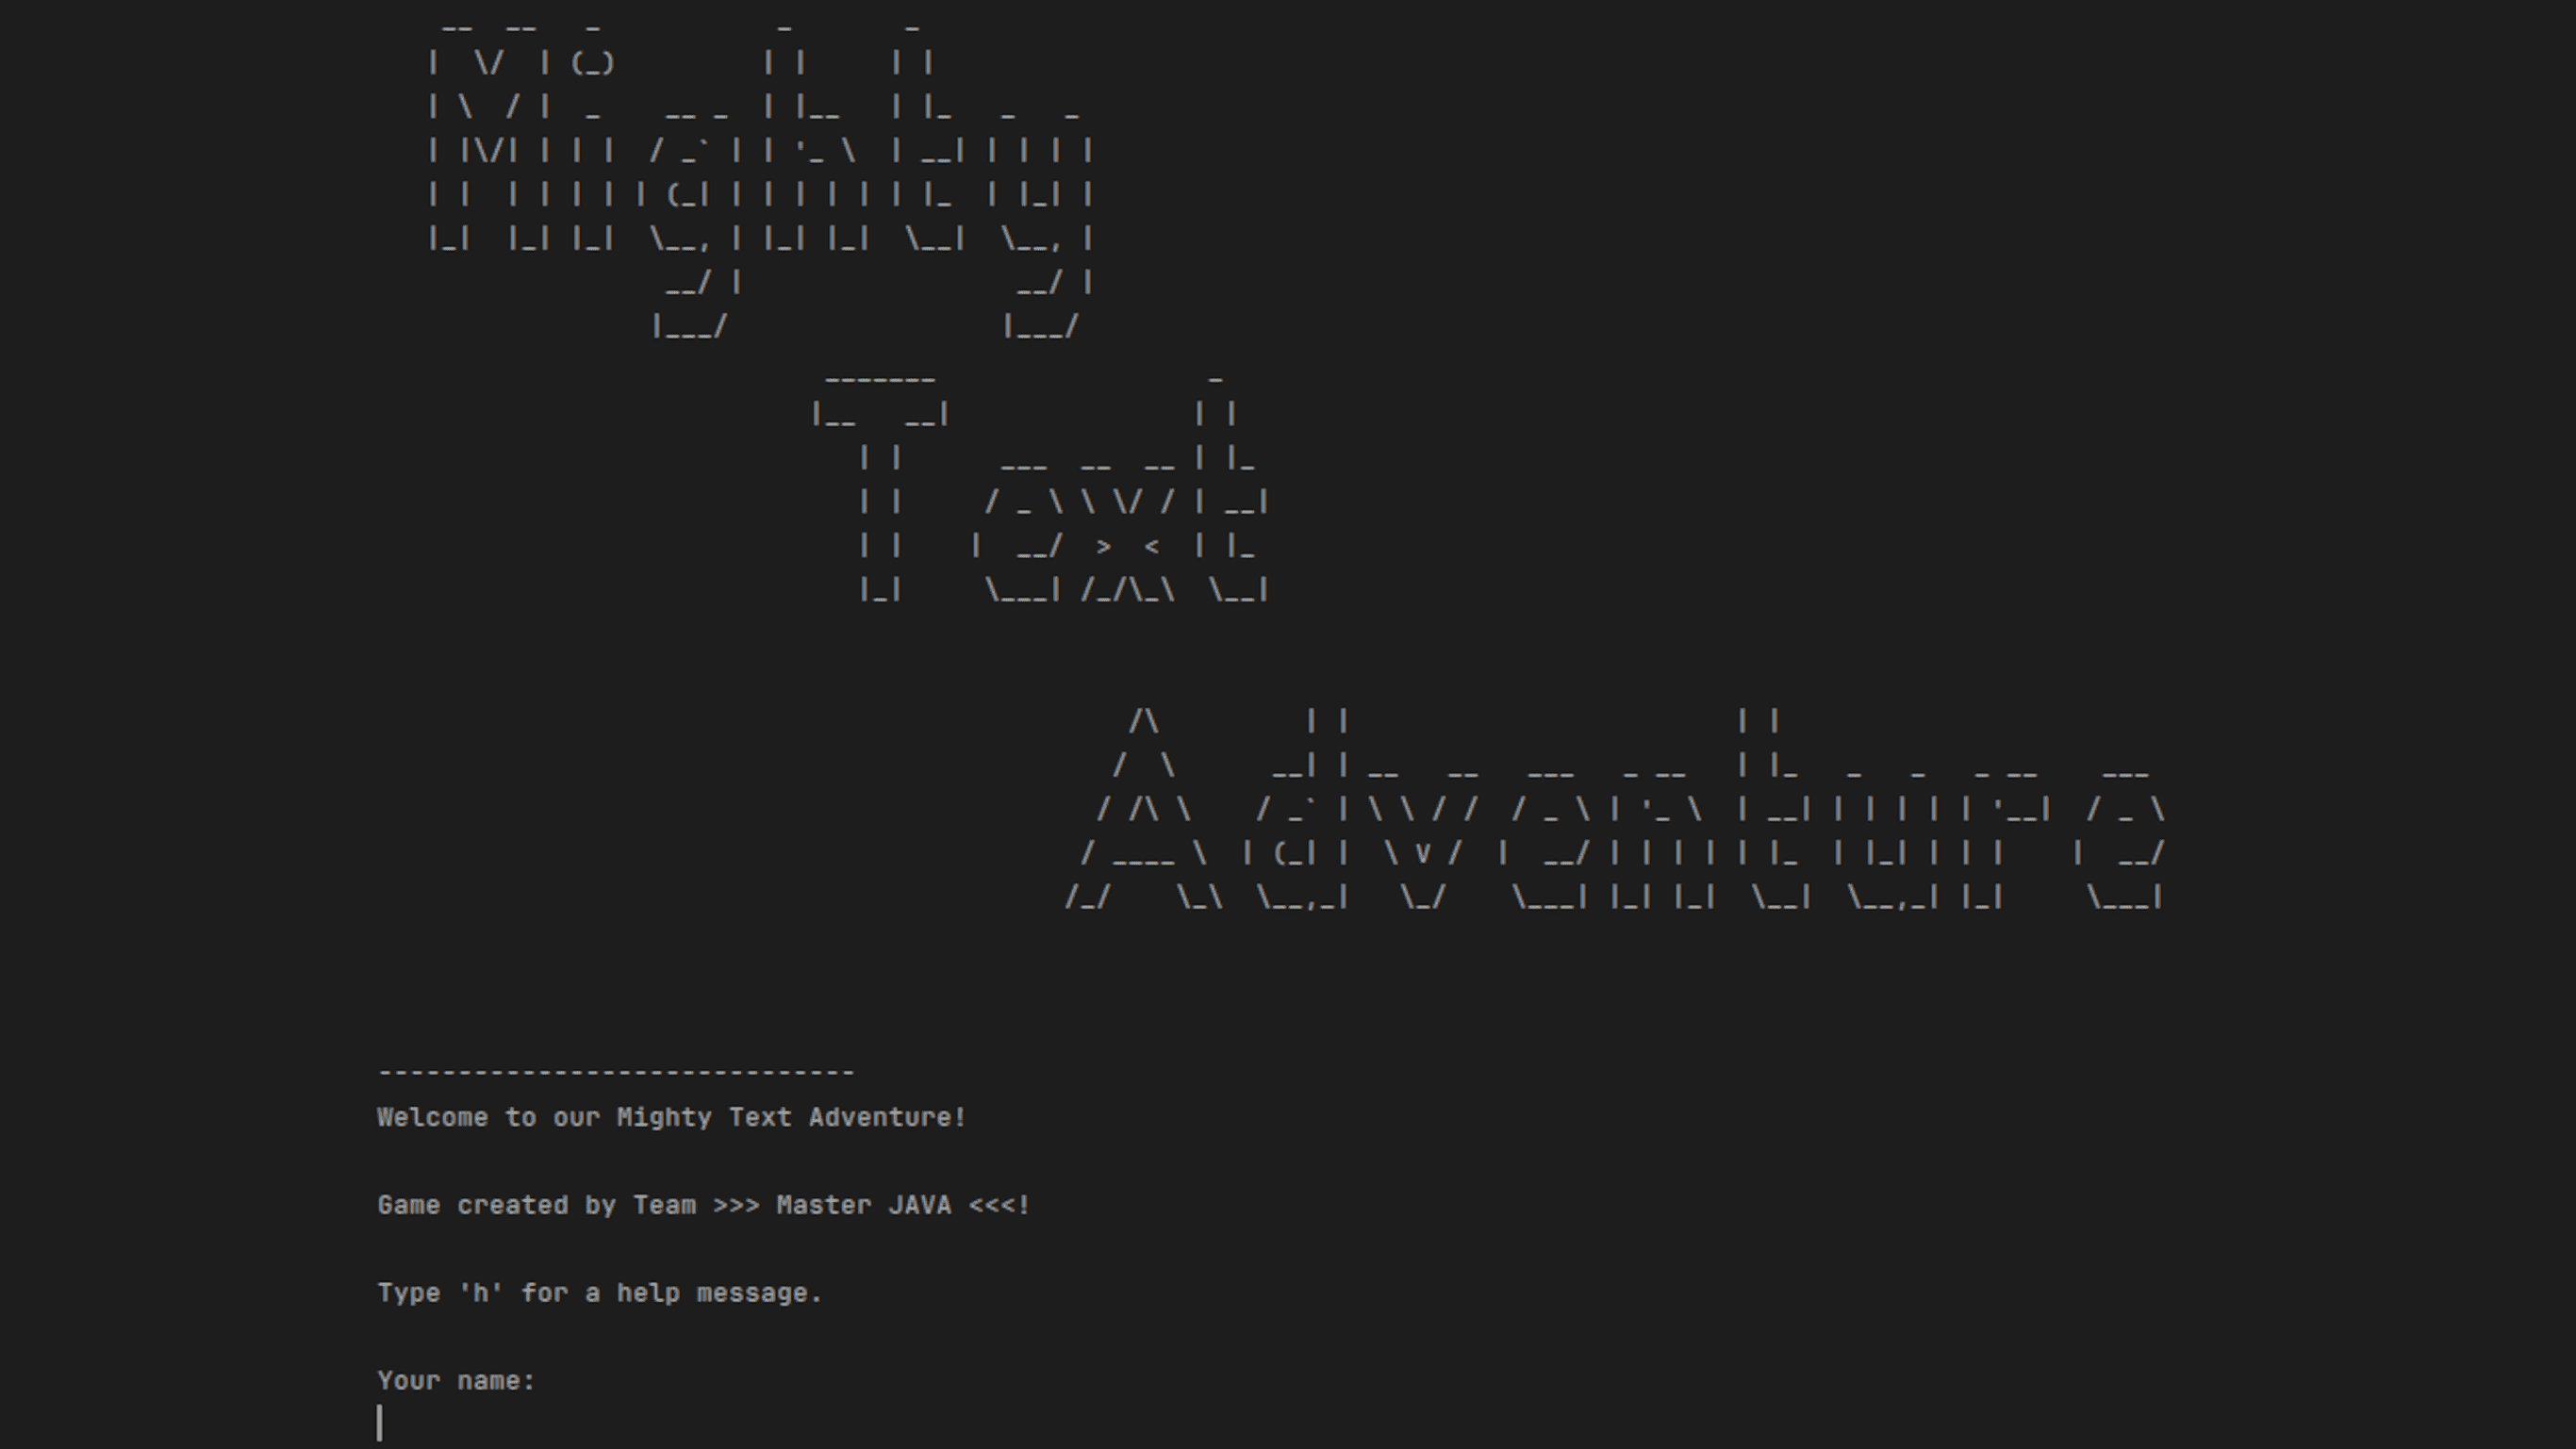 Mighty
Text
Adventure
------------------------------
Welcome to our Mighty Text Adventure!
Game created by Team >>> Master JAVA <<<!
Type 'h' for a help message.
Your name: